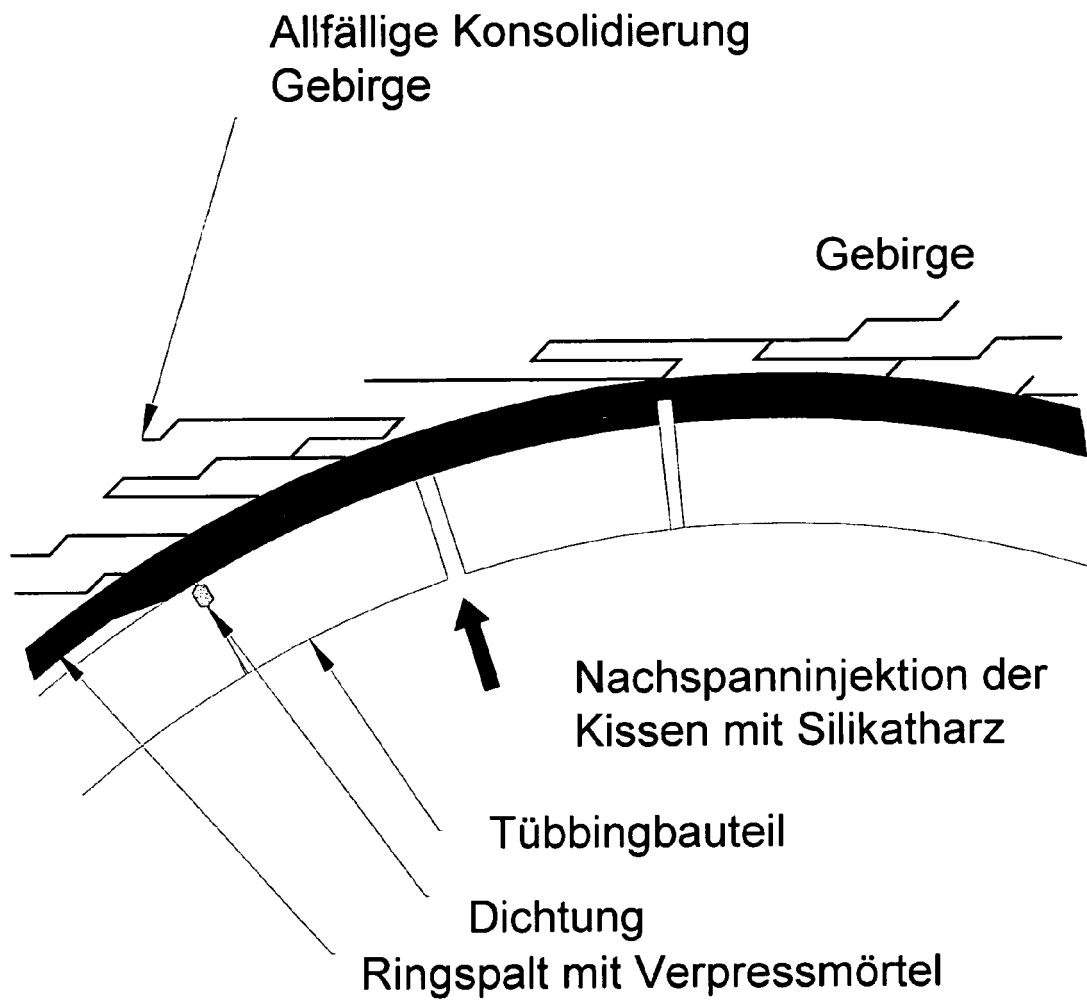 Allfällige Konsolidierung
Gebirge
Gebirge
Nachspanninjektion der
Kissen mit Silikatharz
Tübbingbauteil
Dichtung
Ringspalt mit Verpressmörtel